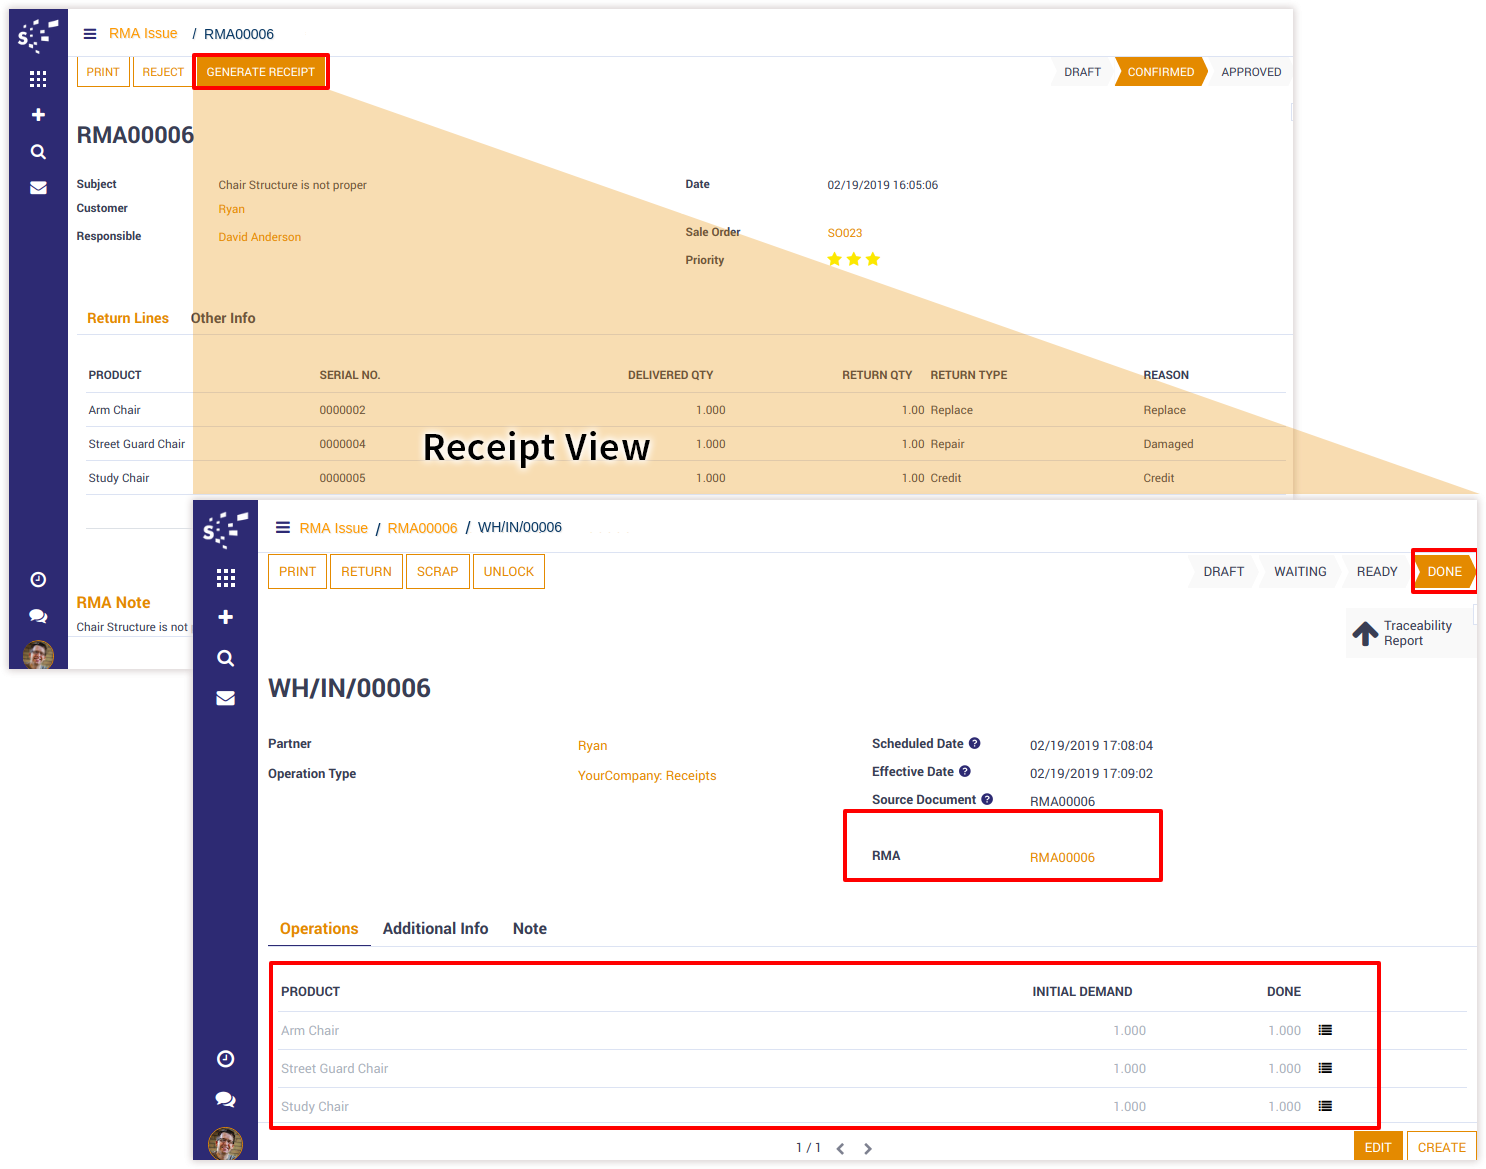 RMA Issue / RMA00006
PRINT REJECT GENERATE RECEIPT DRAFT CONFIRMED APPROVED
RMA00006
Subject Chair Structure is not proper Date 02/19/2019 16:05:06
Customer Ryan
Responsible David Anderson Sale Order SO023
Priority
Return Lines Other Info
PRODUCT SERIAL NO. DELIVERED QTY RETURN QTY RETURN TYPE REASON
Arm Chair 0000002 1.000 1.00 Replace Replace
Street Guard Chair 0000004 1.000 1.00 Repair Damaged
Study Chair 0000005 1.000 1.00 Credit Credit
Receipt View
RMA Note
Chair Structure is not
S
RMA Issue / RMA00006 / WH/IN/00006
PRINT RETURN SCRAP UNLOCK DRAFT WAITING READY DONE
Traceability
Report
WH/IN/00006
Partner Ryan Scheduled Date 02/19/2019 17:08:04
Operation Type YourCompany: Receipts Effective Date 02/19/2019 17:09:02
Source Document RMA00006
RMA RMA00006
Operations Additional Info Note
PRODUCT INITIAL DEMAND DONE
Arm Chair 1.000 1.000
Street Guard Chair 1.000 1.000
Study Chair 1.000 1.000
1 / 1 EDIT CREATE